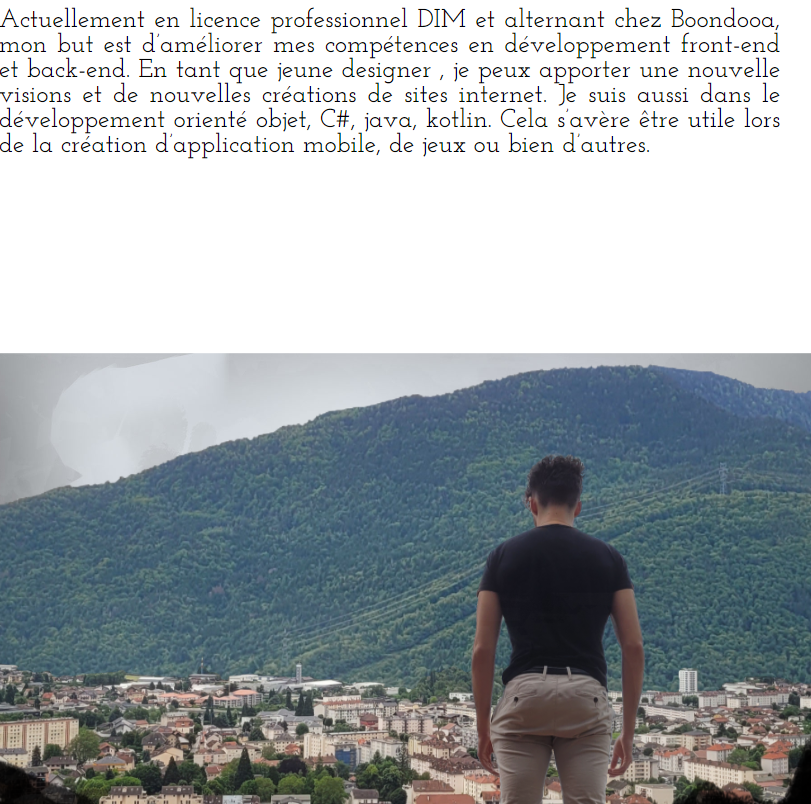 Actuellement en licence professionnel DIM et alternant chez Boondooa,
mon but est d'améliorer mes compétences en développement front-end
et back-end. En tant que jeune designer , je peux apporter une nouvelle
visions et de nouvelles créations de sites internet. Je suis aussi dans le
développement orienté objet, C#, java, kotlin. Cela s'avère être utile lors
de la création d'application mobile, de jeux ou bien d'autres.